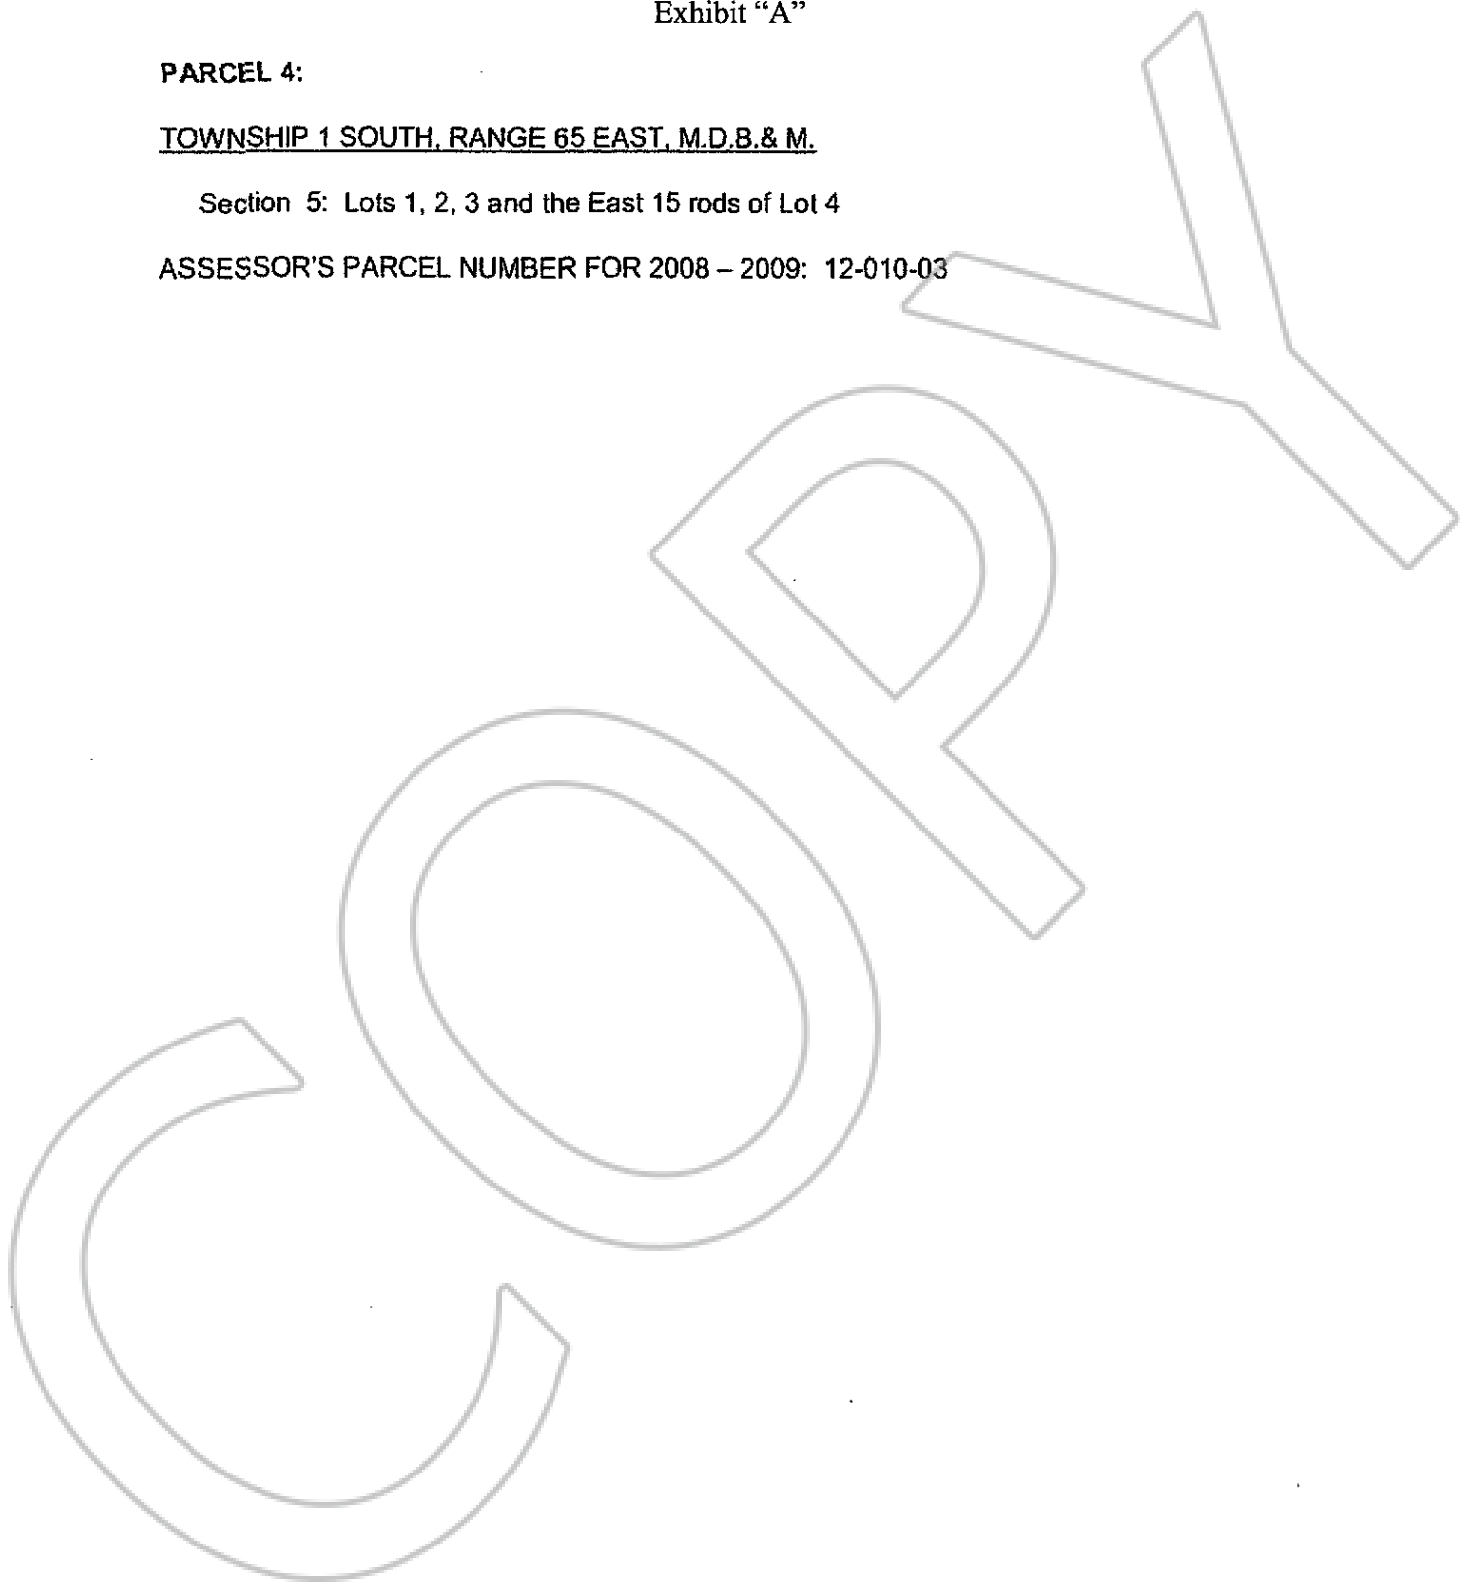 Exhibit “A”
PARCEL 4:
TOWNSHIP 1 SOUTH, RANGE 65 EAST, M.D.B.& M.
Section 5: Lots 1, 2, 3 and the East 15 rods of Lot 4
ASSESSOR'S PARCEL NUMBER FOR 2008 – 2009: 12-010-03
COPY